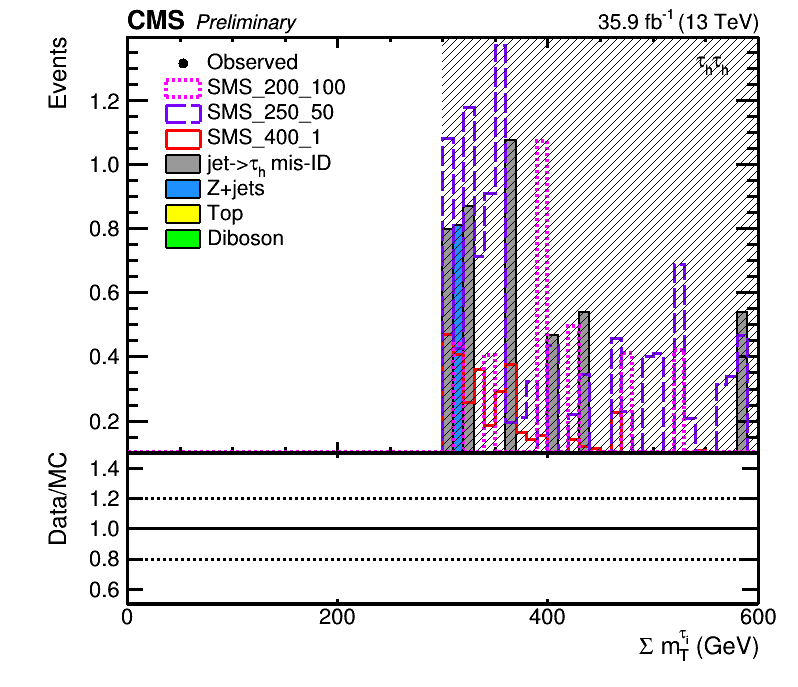 CMS Preliminary 35.9 fb⁻¹ (13 TeV)
Events
τₕτₕ
Observed
SMS_200_100
SMS_250_50
SMS_400_1
jet->τₕ mis-ID
Z+jets
Top
Diboson
1.2
1.0
0.8
0.6
0.4
0.2
Data/MC
1.4
1.2
1.0
0.8
0.6
0 200 400 600
Σ m_T^{τ_i} (GeV)